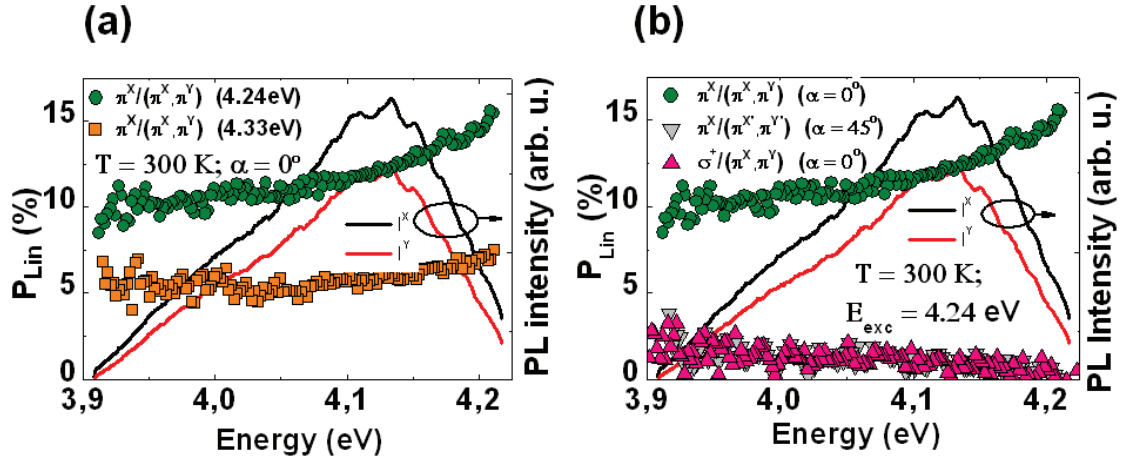 (a)
π^X/(π^X,π^Y) (4.24eV)
π^X/(π^X,π^Y) (4.33eV)
T = 300 K; α = 0°
I^X
I^Y
P_Lin (%)
15
10
5
0
3,9
4,0
4,1
4,2
Energy (eV)
PL intensity (arb. u.)
(b)
π^X/(π^X,π^Y) (α=0°)
π^X/(π^X',π^Y') (α=45°)
σ^+/(π^X,π^Y) (α=0°)
I^X
I^Y
T = 300 K;
E_exc = 4.24 eV
P_Lin (%)
15
10
5
0
3,9
4,0
4,1
4,2
Energy (eV)
PL Intensity (arb. u.)